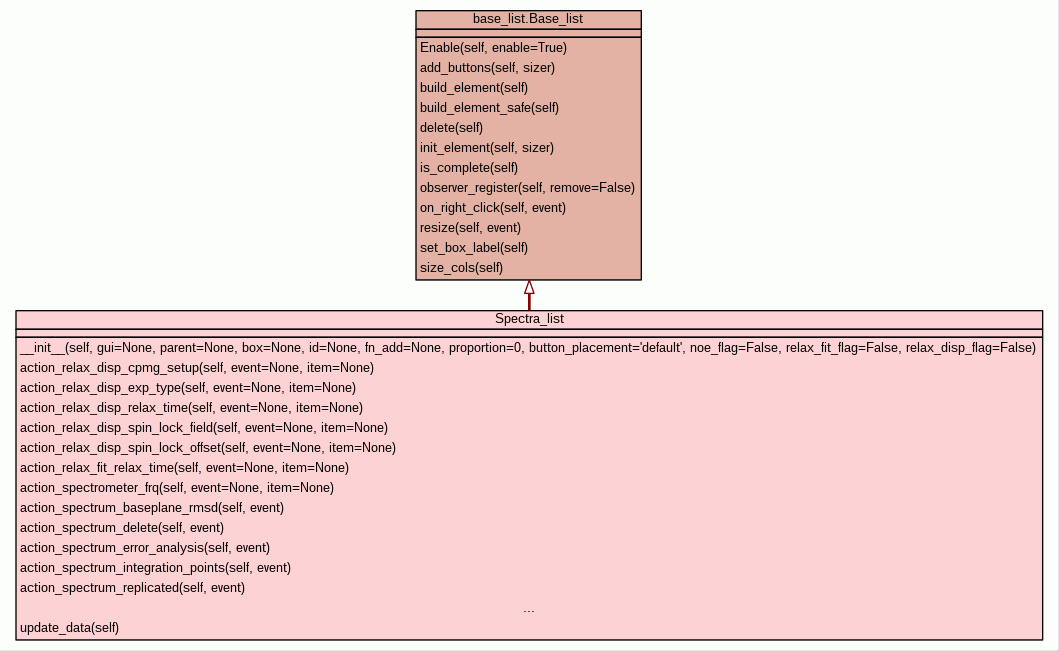 base_list.Base_list
Enable(self, enable=True)
add_buttons(self, sizer)
build_element(self)
build_element_safe(self)
delete(self)
init_element(self, sizer)
is_complete(self)
observer_register(self, remove=False)
on_right_click(self, event)
resize(self, event)
set_box_label(self)
size_cols(self)
Spectra_list
__init__(self, gui=None, parent=None, box=None, id=None, fn_add=None, proportion=0, button_placement='default', noe_flag=False, relax_fit_flag=False, relax_disp_flag=False)
action_relax_disp_cpmg_setup(self, event=None, item=None)
action_relax_disp_exp_type(self, event=None, item=None)
action_relax_disp_relax_time(self, event=None, item=None)
action_relax_disp_spin_lock_field(self, event=None, item=None)
action_relax_disp_spin_lock_offset(self, event=None, item=None)
action_relax_fit_relax_time(self, event=None, item=None)
action_spectrometer_frq(self, event=None, item=None)
action_spectrum_baseplane_rmsd(self, event)
action_spectrum_delete(self, event)
action_spectrum_error_analysis(self, event)
action_spectrum_integration_points(self, event)
action_spectrum_replicated(self, event)
...
update_data(self)